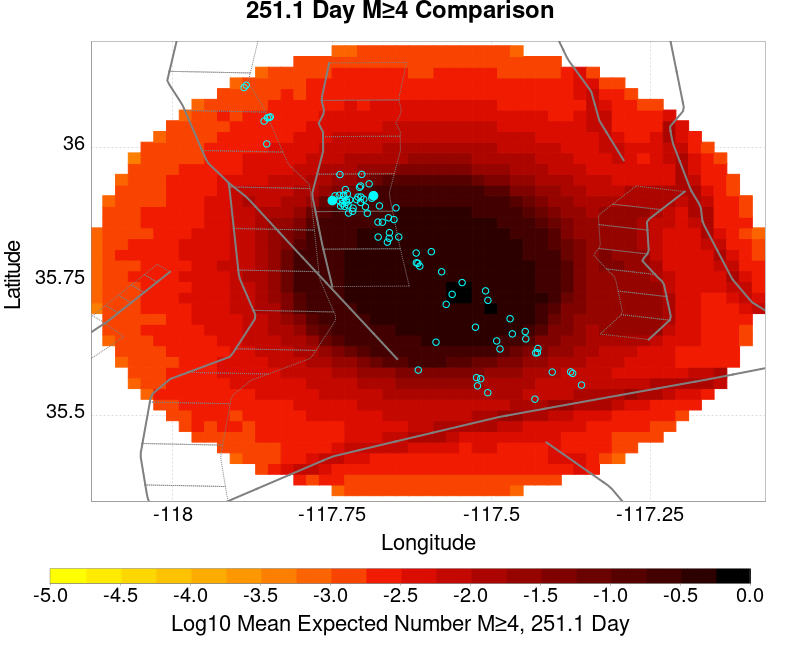 251.1 Day M≥4 Comparison
36
35.75
35.5
Latitude
-118 -117.75 -117.5 -117.25
Longitude
-5.0 -4.5 -4.0 -3.5 -3.0 -2.5 -2.0 -1.5 -1.0 -0.5 0.0
Log10 Mean Expected Number M≥4, 251.1 Day